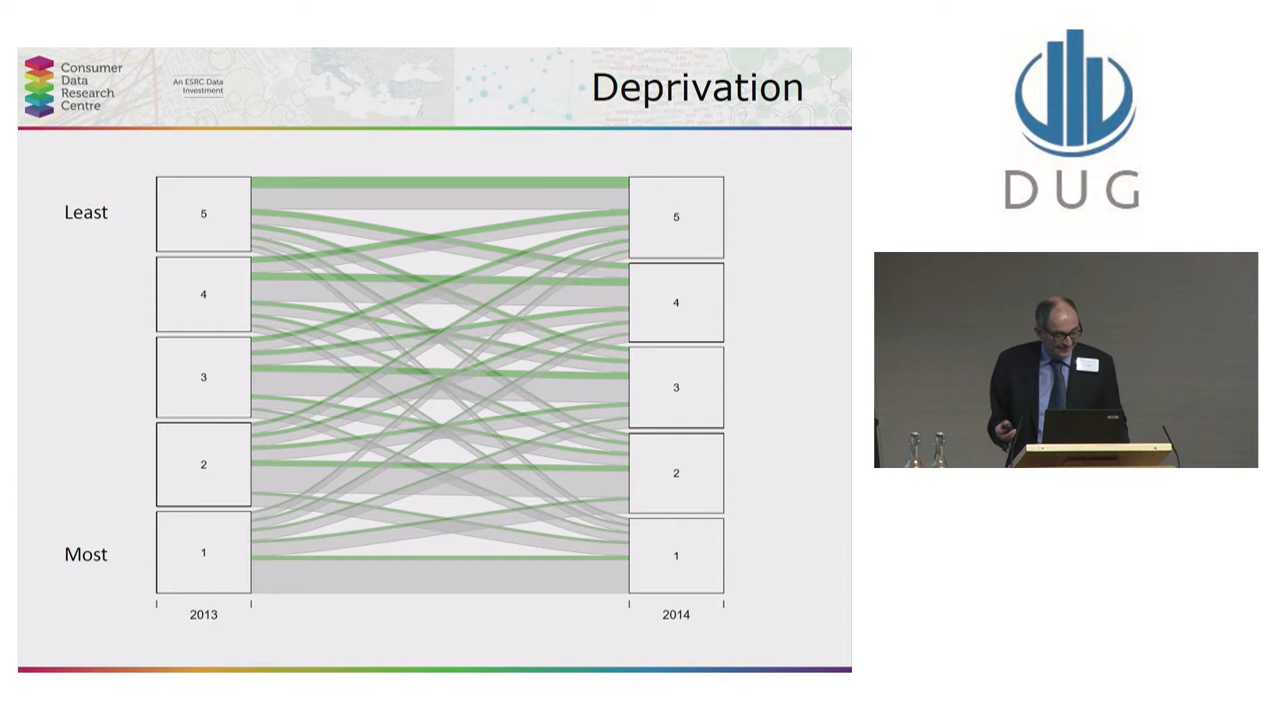 Consumer
Data
Research
Centre
An ESRC Data
Investment
Deprivation
Least
5
5
4
4
3
3
2
2
Most
1
1
2013
2014
DUG